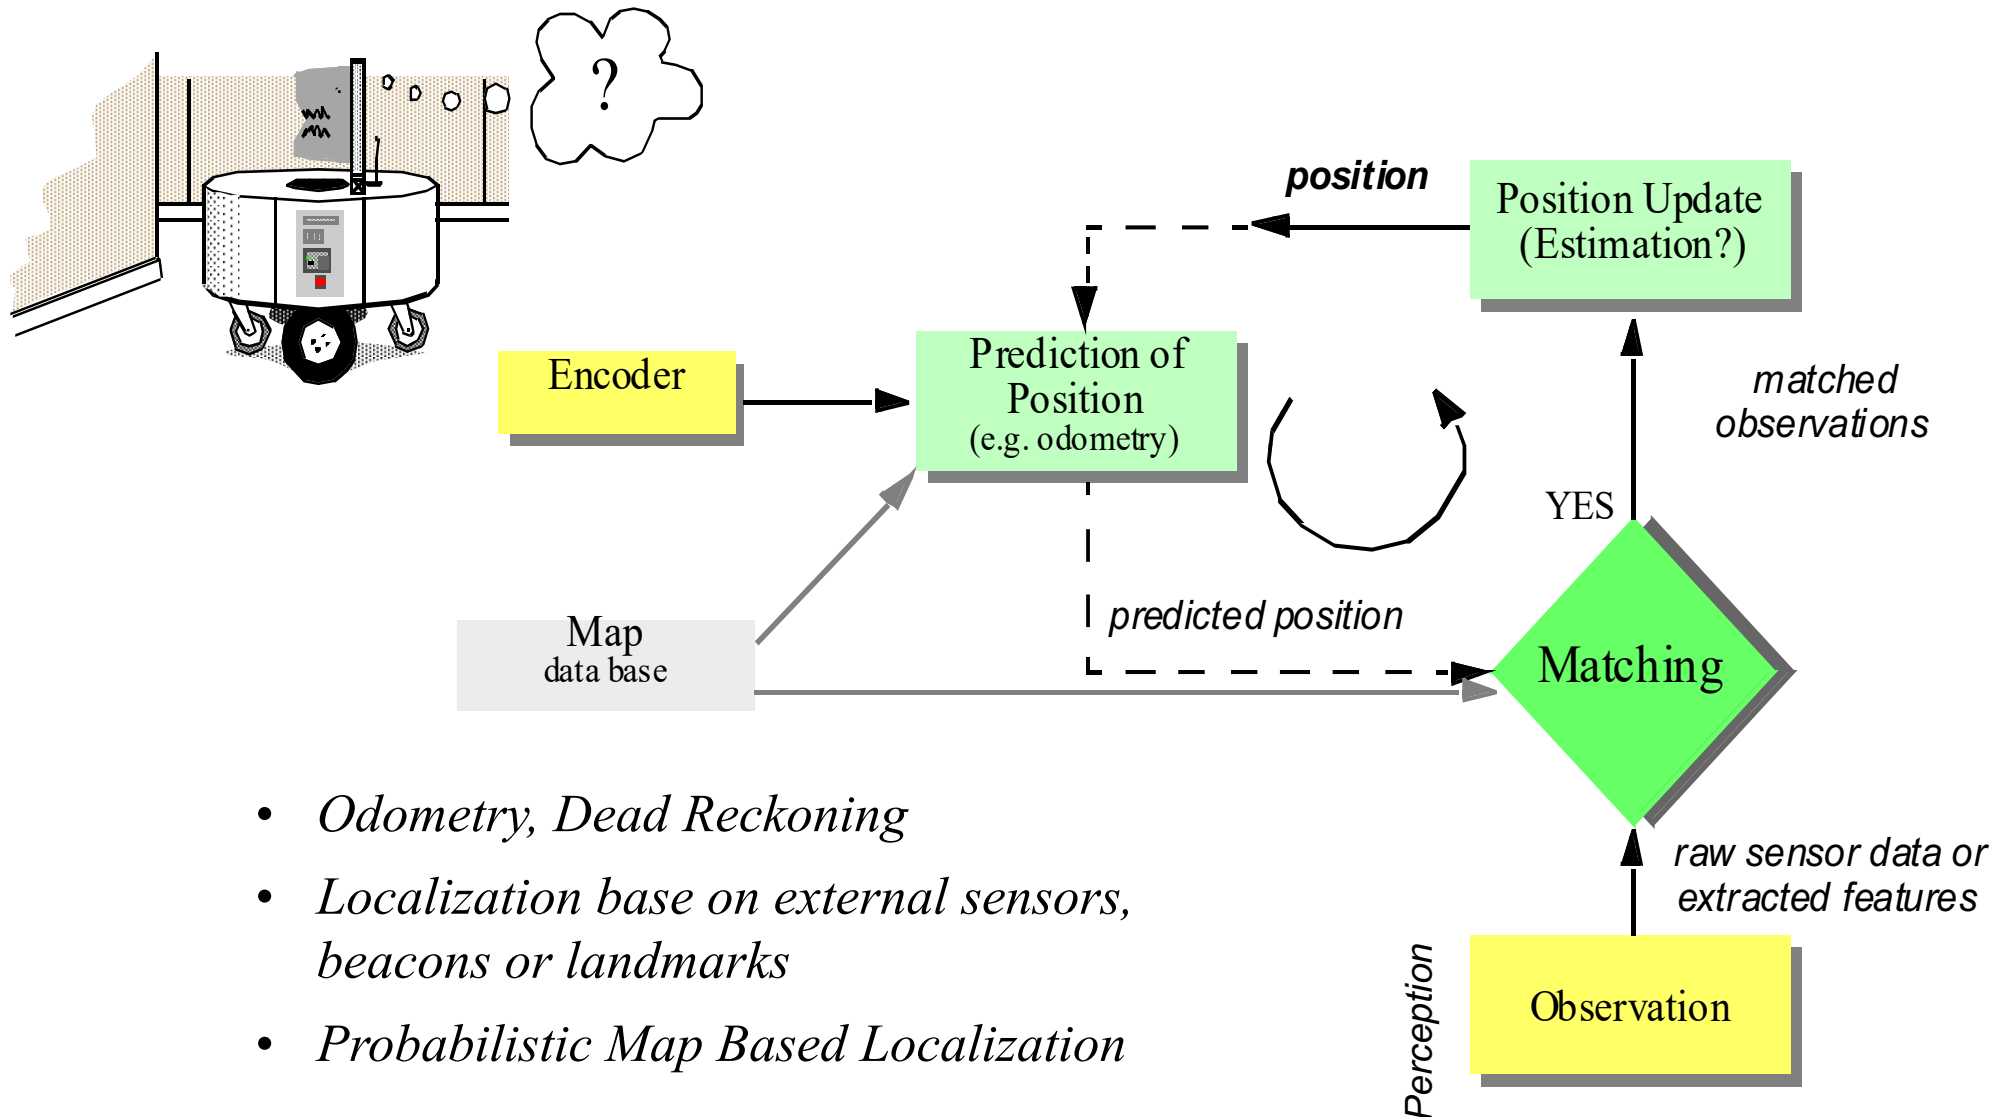 ?
position
Position Update
(Estimation?)
Encoder
Prediction of
Position
(e.g. odometry)
matched
observations
YES
predicted position
Map
data base
Matching
• Odometry, Dead Reckoning
• Localization base on external sensors,
beacons or landmarks
• Probabilistic Map Based Localization
raw sensor data or
extracted features
Perception
Observation